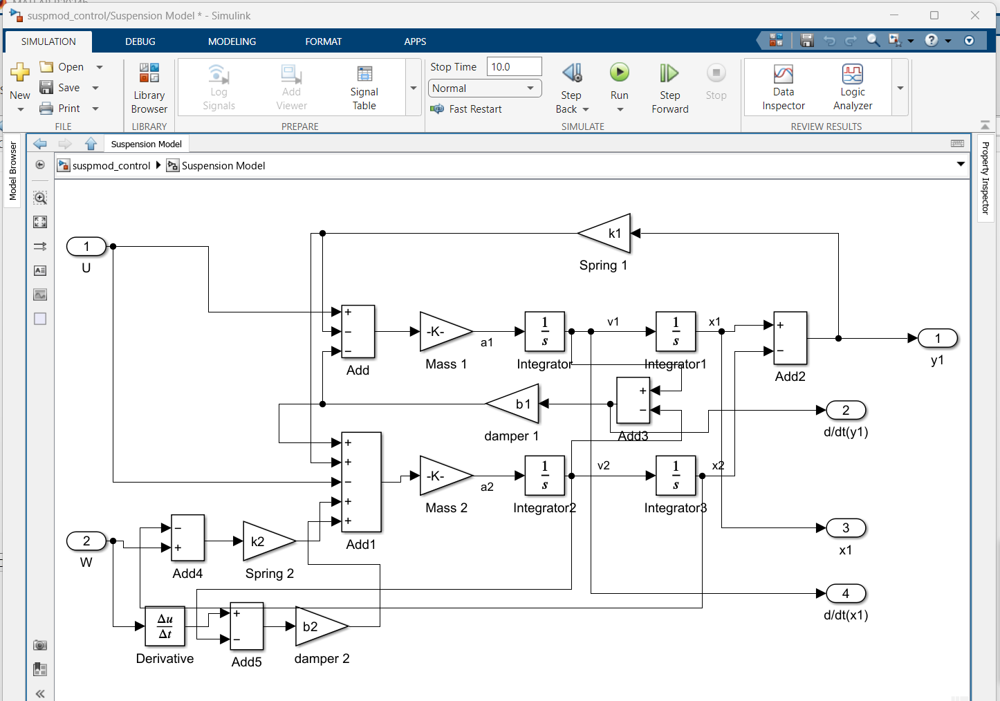 suspmod_control/Suspension Model * - Simulink
SIMULATION DEBUG MODELING FORMAT APPS
New
Open
Save
Print
FILE
Library
Browser
LIBRARY
Log
Signals
Add
Viewer
Signal
Table
PREPARE
Stop Time 10.0
Normal
Fast Restart
Step
Back
Run
Step
Forward
Stop
SIMULATE
Data
Inspector
Logic
Analyzer
REVIEW RESULTS
Model Browser
Property Inspector
Suspension Model
suspmod_control Suspension Model
k1
Spring 1
1
U
+
−
−
Add
-K-
Mass 1
a1
1
s
Integrator
v1
1
s
Integrator1
x1
+
−
Add2
1
y1
b1
damper 1
+
−
Add3
2
d/dt(y1)
+
+
−
+
+
Add1
-K-
Mass 2
a2
1
s
Integrator2
v2
1
s
Integrator3
x2
2
W
−
+
Add4
k2
Spring 2
3
x1
4
d/dt(x1)
Δu
Δt
Derivative
+
−
Add5
b2
damper 2